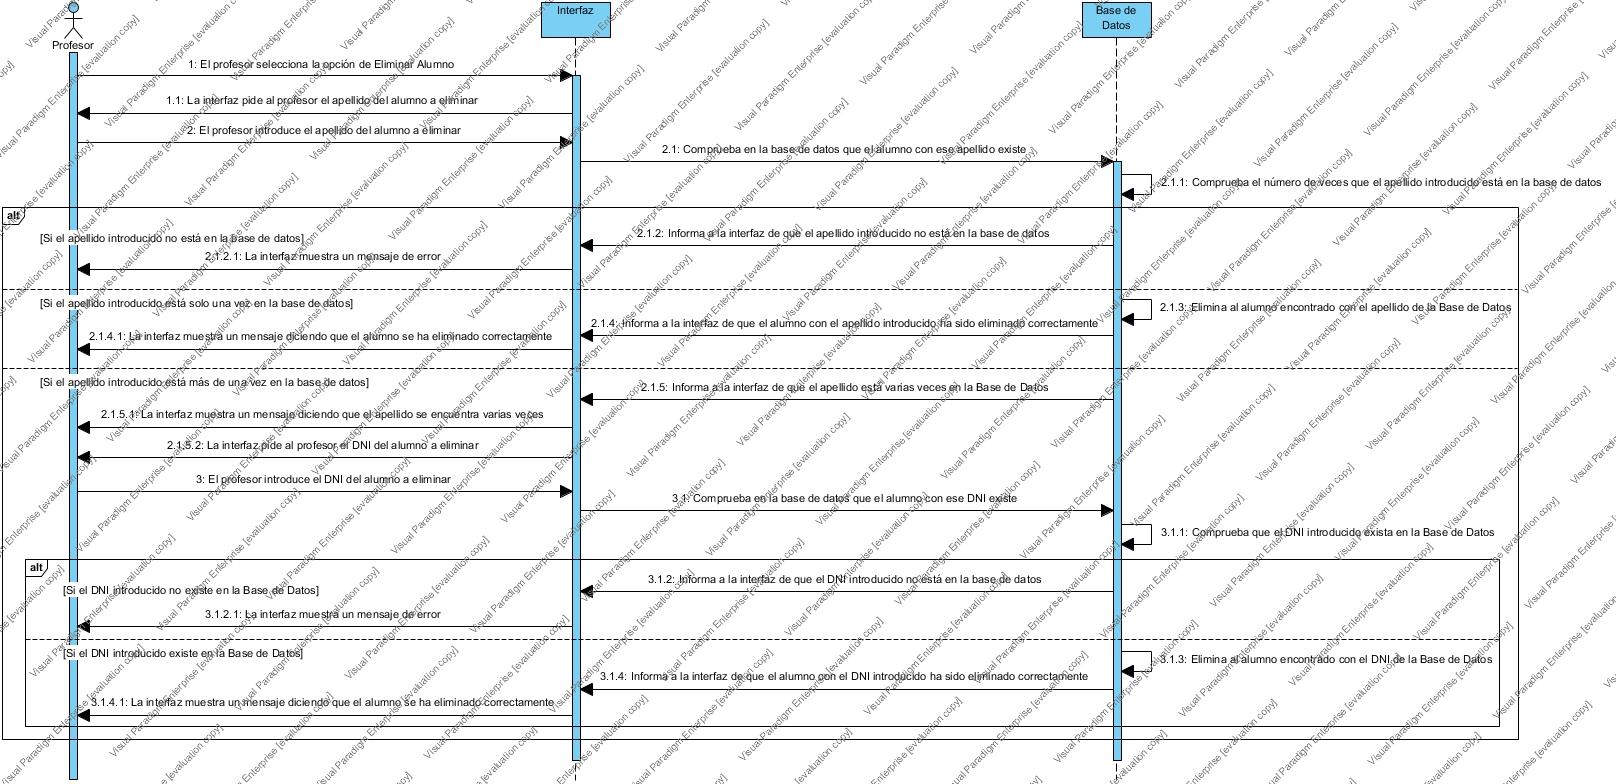 Profesor
Interfaz
Base de
Datos
1: El profesor selecciona la opción de Eliminar Alumno
1.1: La interfaz pide al profesor el apellido del alumno a eliminar
2: El profesor introduce el apellido del alumno a eliminar
2.1: Comprueba en la base de datos que el alumno con ese apellido existe
2.1.1: Comprueba el número de veces que el apellido introducido está en la base de datos
alt
[Si el apellido introducido no está en la base de datos]
2.1.2: Informa a la interfaz de que el apellido introducido no está en la base de datos
2.1.2.1: La interfaz muestra un mensaje de error
[Si el apellido introducido está solo una vez en la base de datos]
2.1.3: Elimina al alumno encontrado con el apellido de la Base de Datos
2.1.4: Informa a la interfaz de que el alumno con el apellido introducido ha sido eliminado correctamente
2.1.4.1: La interfaz muestra un mensaje diciendo que el alumno se ha eliminado correctamente
[Si el apellido introducido está más de una vez en la base de datos]
2.1.5: Informa a la interfaz de que el apellido está varias veces en la Base de Datos
2.1.5.1: La interfaz muestra un mensaje diciendo que el apellido se encuentra varias veces
2.1.5.2: La interfaz pide al profesor el DNI del alumno a eliminar
3: El profesor introduce el DNI del alumno a eliminar
3.1: Comprueba en la base de datos que el alumno con ese DNI existe
3.1.1: Comprueba que el DNI introducido exista en la Base de Datos
alt
3.1.2: Informa a la interfaz de que el DNI introducido no está en la base de datos
[Si el DNI introducido no existe en la Base de Datos]
3.1.2.1: La interfaz muestra un mensaje de error
[Si el DNI introducido existe en la Base de Datos]
3.1.3: Elimina al alumno encontrado con el DNI de la Base de Datos
3.1.4: Informa a la interfaz de que el alumno con el DNI introducido ha sido eliminado correctamente
3.1.4.1: La interfaz muestra un mensaje diciendo que el alumno se ha eliminado correctamente
Visual Paradigm Enterprise [evaluation copy]